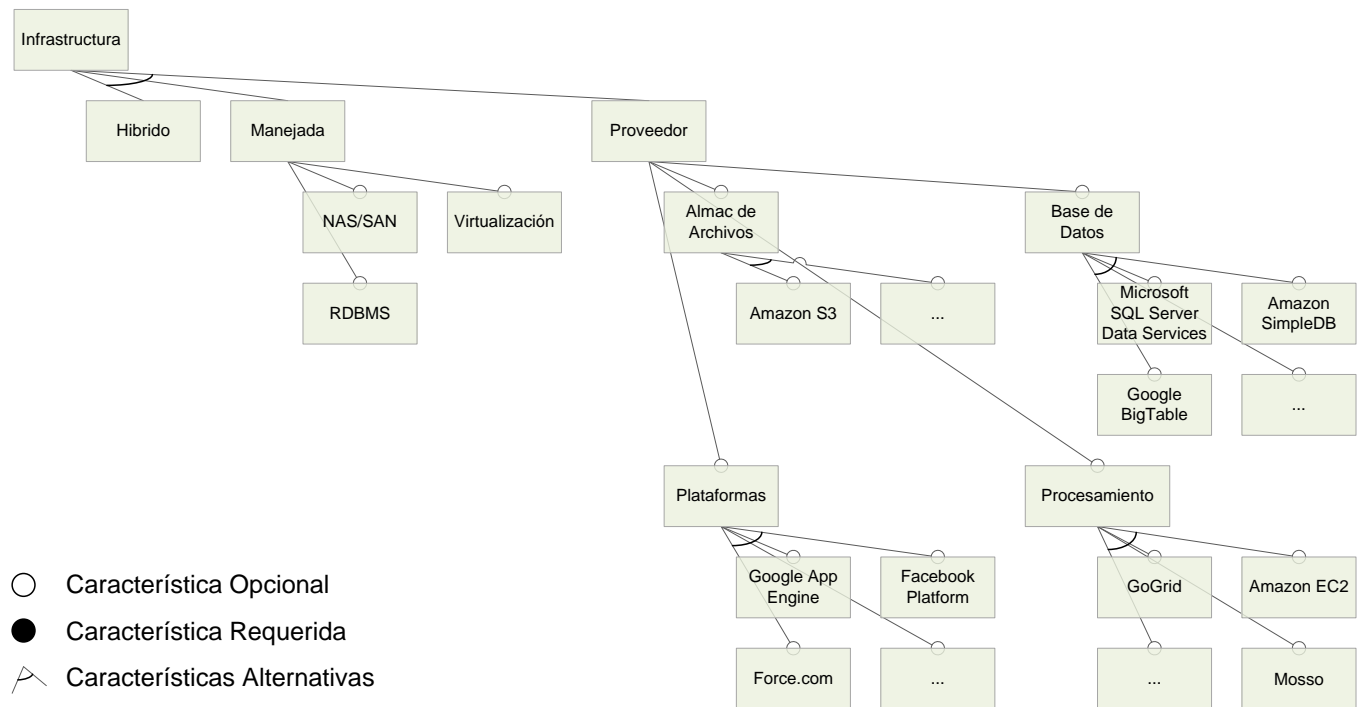 Infrastructura
Hibrido
Manejada
Proveedor
NAS/SAN
Virtualización
Almac de
Archivos
Base de
Datos
RDBMS
Amazon S3
...
Microsoft
SQL Server
Data Services
Amazon
SimpleDB
Google
BigTable
...
Plataformas
Procesamiento
Google App
Engine
Facebook
Platform
GoGrid
Amazon EC2
Force.com
...
...
Mosso
Característica Opcional
Característica Requerida
Características Alternativas